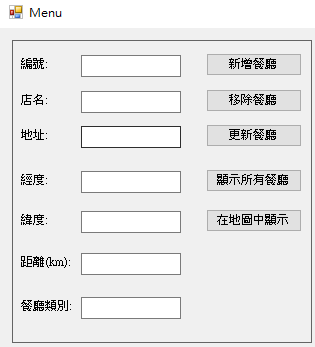 Menu
編號: 新增餐廳
店名: 移除餐廳
地址: 更新餐廳
經度: 顯示所有餐廳
緯度: 在地圖中顯示
距離(km):
餐廳類別: